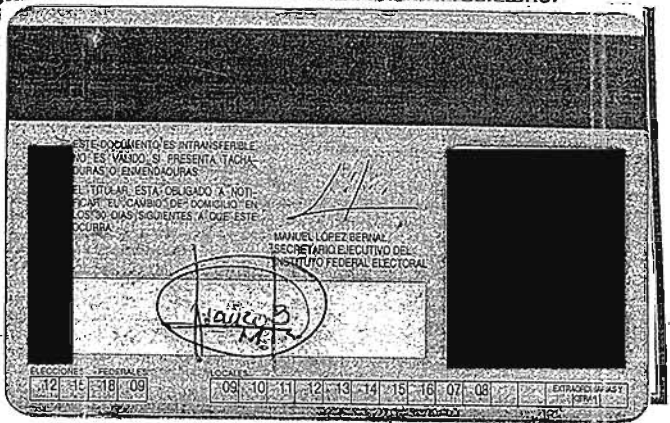 ESTE DOCUMENTO ES INTRANSFERIBLE,
NO ES VALIDO SI PRESENTA TACHA-
DURAS O ENMENDADURAS
EL TITULAR ESTA OBLIGADO A NOTI-
FICAR EL CAMBIO DE DOMICILIO EN
LOS 30 DIAS SIGUIENTES A QUE ESTE
OCURRA
MANUEL LOPEZ BERNAL
SECRETARIO EJECUTIVO DEL
INSTITUTO FEDERAL ELECTORAL
ELECCIONES FEDERALES LOCALES
12 15 18 09 09 10 11 12 13 14 15 16 07 08